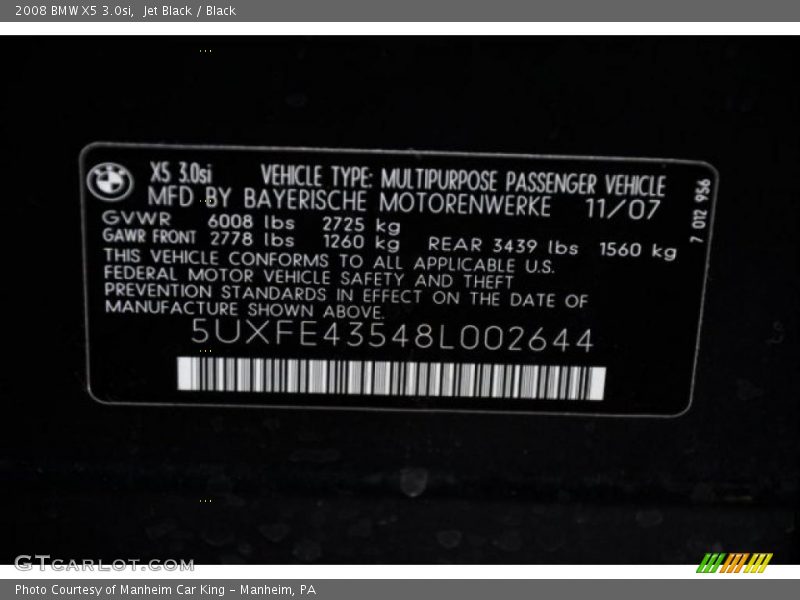 2008 BMW X5 3.0si,  Jet Black / Black
X5 3.0si VEHICLE TYPE: MULTIPURPOSE PASSENGER VEHICLE
MFD BY BAYERISCHE MOTORENWERKE 11/07
GVWR 6008 lbs 2725 kg
GAWR FRONT 2778 lbs 1260 kg REAR 3439 lbs 1560 kg
THIS VEHICLE CONFORMS TO ALL APPLICABLE U.S.
FEDERAL MOTOR VEHICLE SAFETY AND THEFT
PREVENTION STANDARDS IN EFFECT ON THE DATE OF
MANUFACTURE SHOWN ABOVE.
5UXFE43548L002644
7 012 956
GTCARLOT.COM
Photo Courtesy of Manheim Car King - Manheim, PA